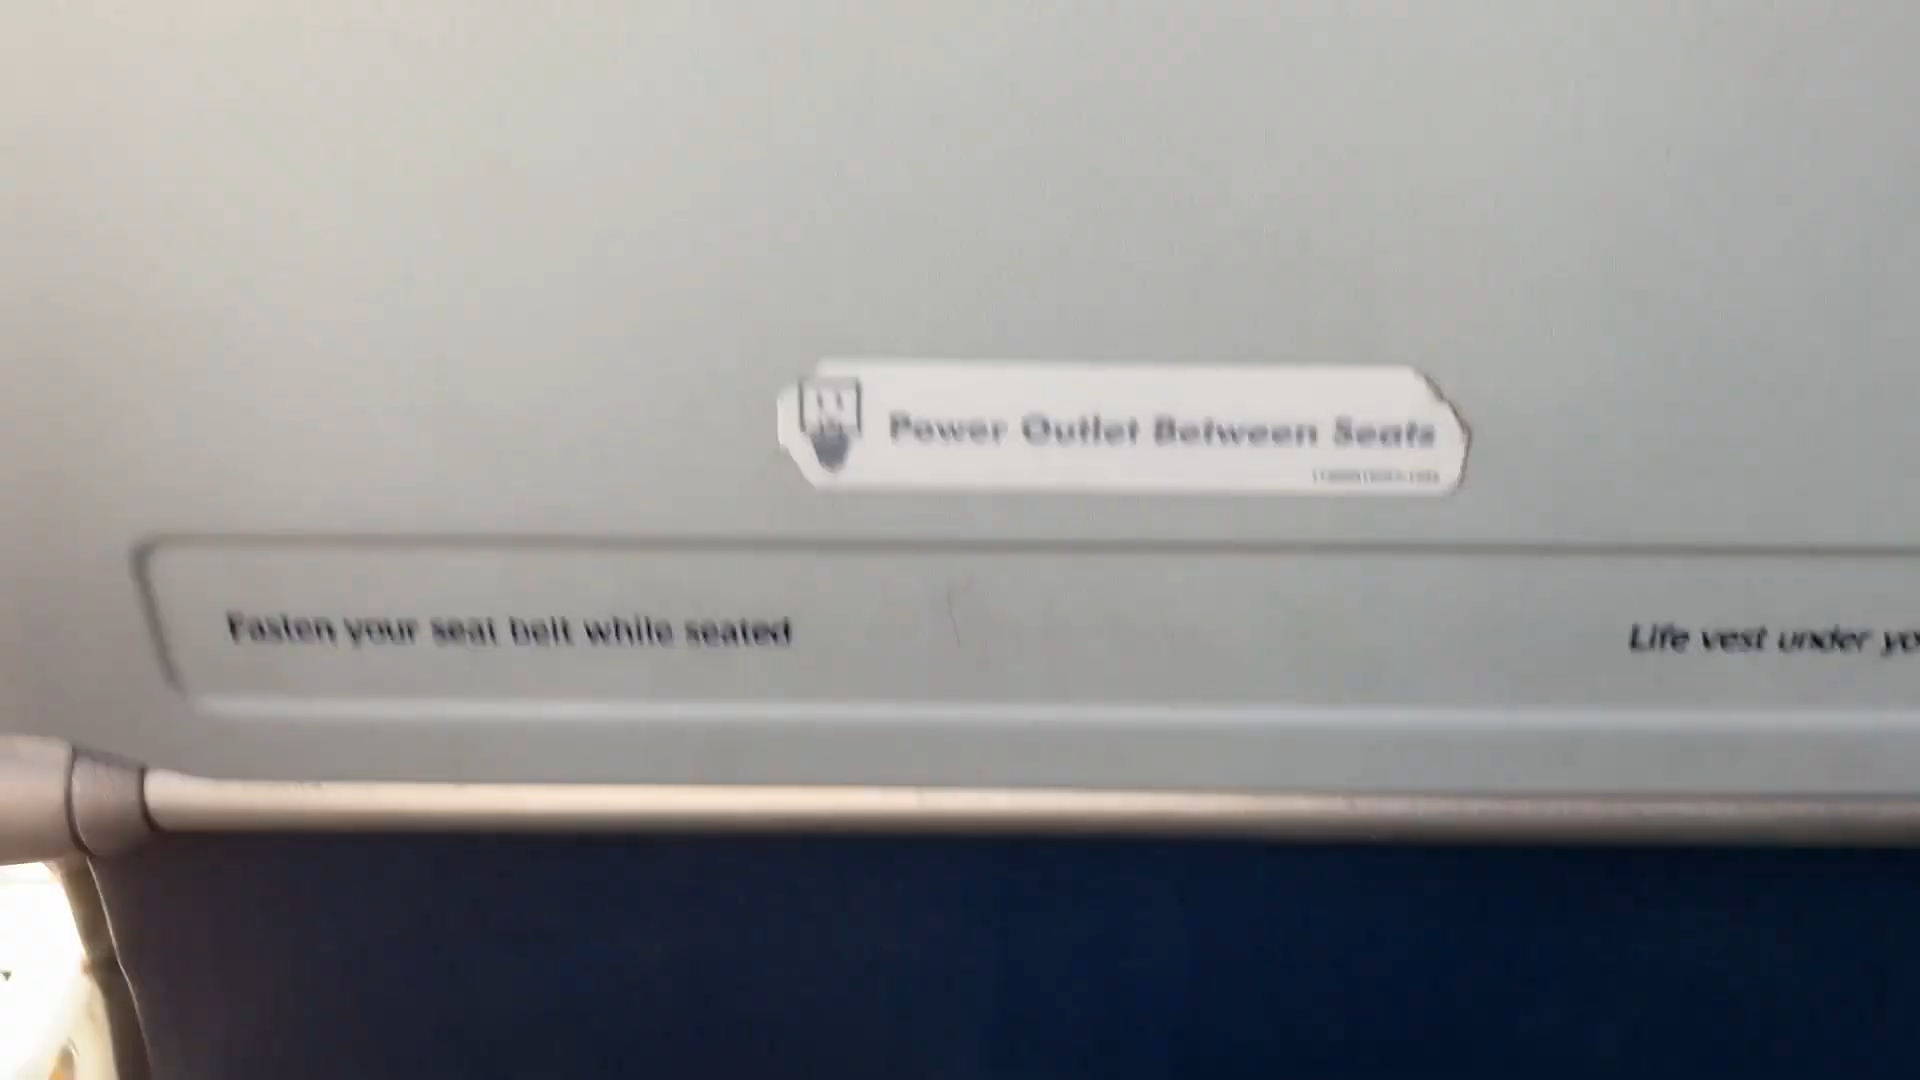 Power Outlet Between Seats
Fasten your seat belt while seated
Life vest under yo